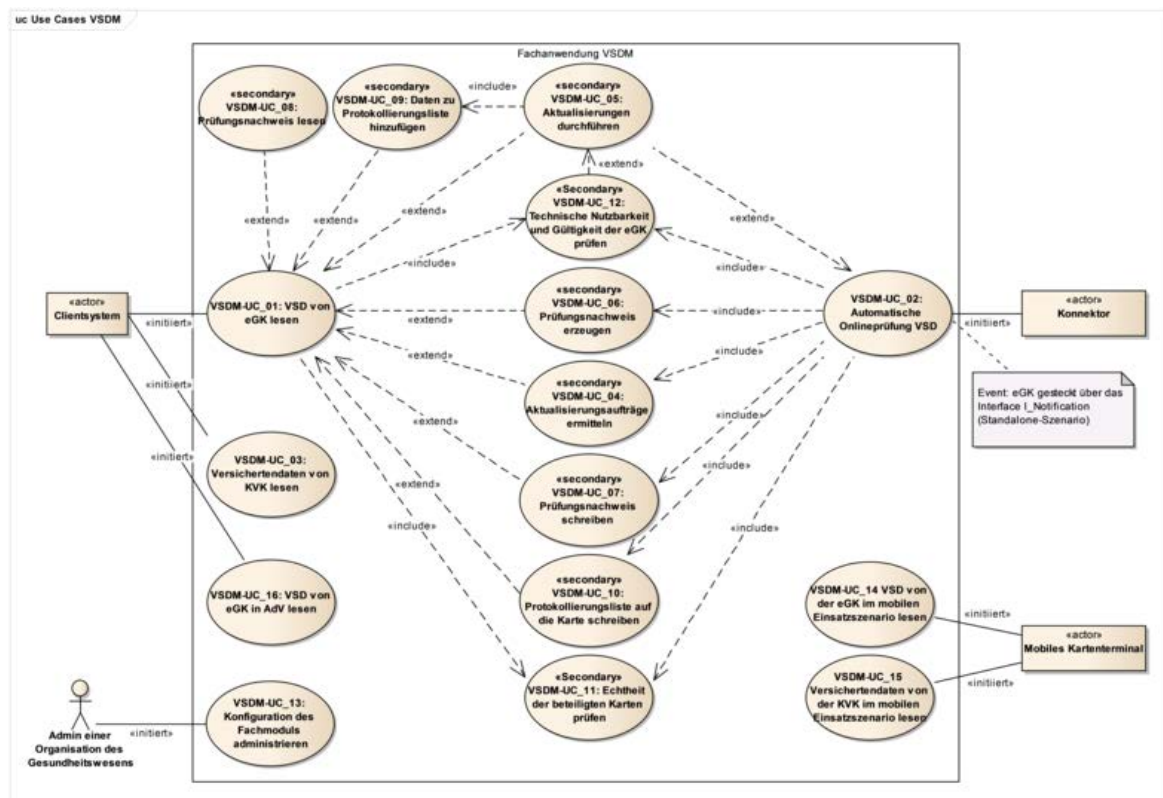 uc Use Cases VSDM
Fachanwendung VSDM
«secondary»
VSDM-UC_08:
Prüfungsnachweis lesen
«secondary»
VSDM-UC_09: Daten zu
Protokollierungsliste
hinzufügen
«include»
«secondary»
VSDM-UC_05:
Aktualisierungen
durchführen
«extend»
«Secondary»
VSDM-UC_12:
Technische Nutzbarkeit
und Gültigkeit der eGK
prüfen
«extend»
«extend»
«extend»
«extend»
«include»
«include»
«actor»
Clientsystem
«initiiert»
VSDM-UC_01: VSD von
eGK lesen
«extend»
«secondary»
VSDM-UC_06:
Prüfungsnachweis
erzeugen
«include»
VSDM-UC_02:
Automatische
Onlineprüfung VSD
«initiiert»
«actor»
Konnektor
«extend»
«include»
«initiiert»
«secondary»
VSDM-UC_04:
Aktualisierungsaufträge
ermitteln
Event: eGK gesteckt über das
Interface I_Notification
(Standalone-Szenario)
«extend»
«include»
«initiiert»
VSDM-UC_03:
Versichertendaten von
KVK lesen
«secondary»
VSDM-UC_07:
Prüfungsnachweis
schreiben
«include»
«extend»
«include»
«include»
VSDM-UC_16: VSD von
eGK in AdV lesen
«secondary»
VSDM-UC_10:
Protokollierungsliste auf
die Karte schreiben
VSDM-UC_14 VSD von
der eGK im mobilen
Einsatzszenario lesen
«initiiert»
«actor»
Mobiles Kartenterminal
«initiiert»
«Secondary»
VSDM-UC_11: Echtheit
der beteiligten Karten
prüfen
VSDM-UC_15
Versichertendaten von
der KVK im mobilen
Einsatzszenario lesen
VSDM-UC_13:
Konfiguration des
Fachmoduls
administrieren
«initiert»
Admin einer
Organisation des
Gesundheitswesens